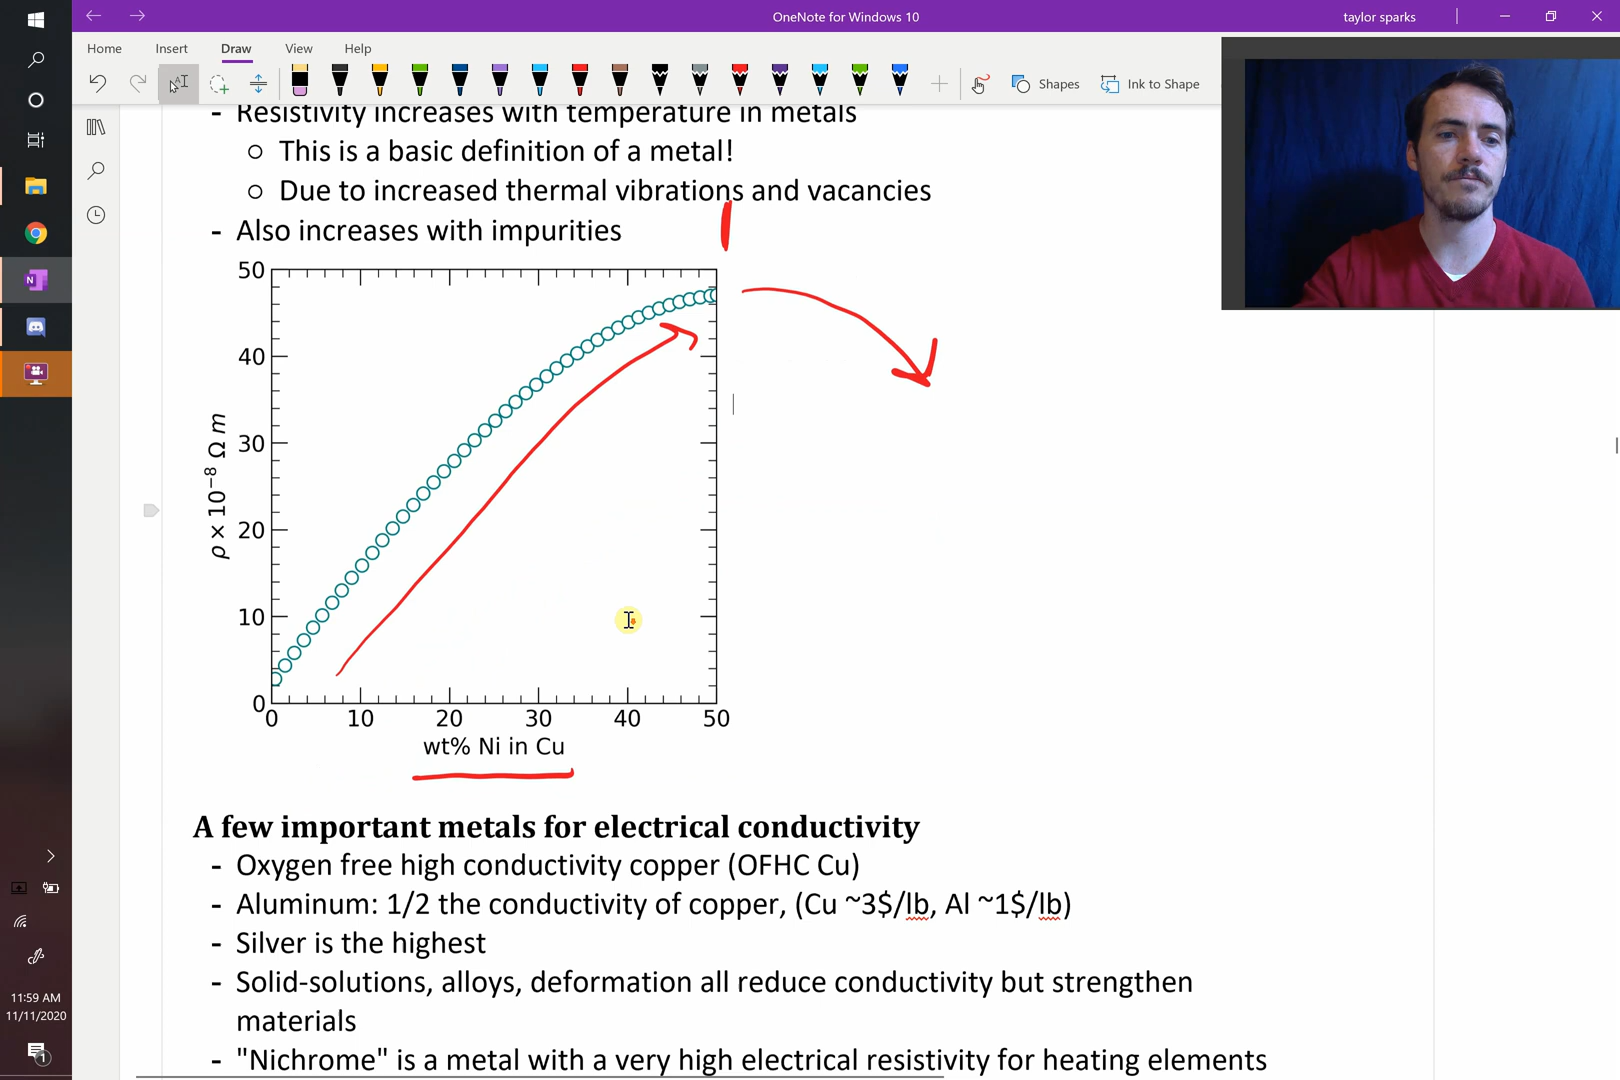 OneNote for Windows 10
taylor sparks
Home Insert Draw View Help
Shapes
Ink to Shape
- Resistivity increases with temperature in metals
○ This is a basic definition of a metal!
○ Due to increased thermal vibrations and vacancies
- Also increases with impurities
50
40
30
20
10
0
ρ × 10⁻⁸ Ω m
0 10 20 30 40 50
wt% Ni in Cu
A few important metals for electrical conductivity
- Oxygen free high conductivity copper (OFHC Cu)
- Aluminum: 1/2 the conductivity of copper, (Cu ~3$/lb, Al ~1$/lb)
- Silver is the highest
- Solid-solutions, alloys, deformation all reduce conductivity but strengthen
materials
- "Nichrome" is a metal with a very high electrical resistivity for heating elements
11:59 AM
11/11/2020
1